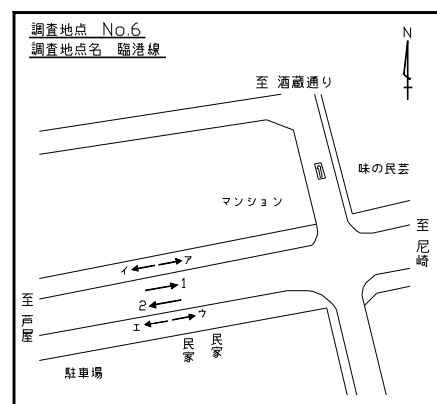 調査地点 No.6
調査地点名 臨港線
N
至 酒蔵通り
味の民芸
マンション
至 尼崎
イ
ア
1
2
エ
ウ
至 芦屋
民家
民家
駐車場